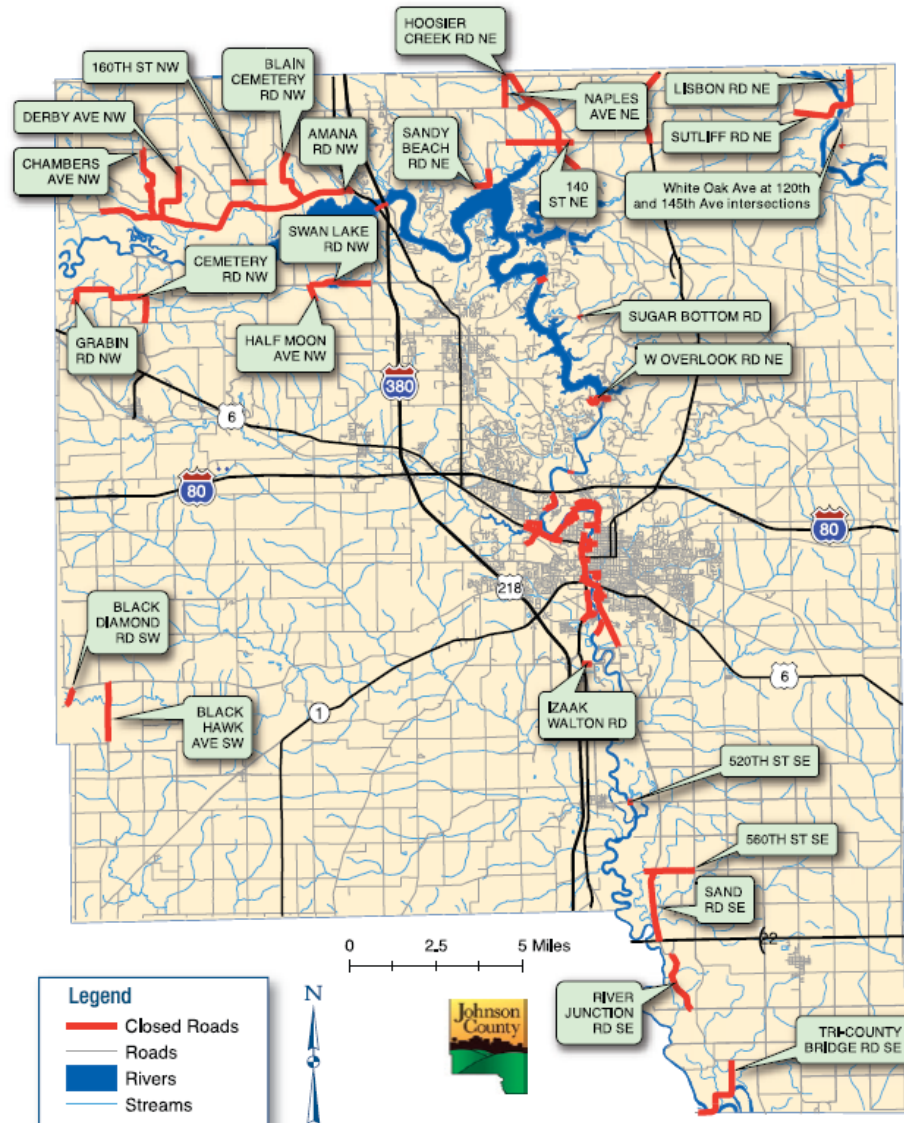 HOOSIER
CREEK RD NE
160TH ST NW
BLAIN
CEMETERY
RD NW
NAPLES
AVE NE
LISBON RD NE
DERBY AVE NW
AMANA
RD NW
SANDY
BEACH
RD NE
SUTLIFF RD NE
CHAMBERS
AVE NW
140
ST NE
White Oak Ave at 120th
and 145th Ave intersections
SWAN LAKE
RD NW
CEMETERY
RD NW
SUGAR BOTTOM RD
GRABIN
RD NW
HALF MOON
AVE NW
W OVERLOOK RD NE
380
6
80
80
218
BLACK
DIAMOND
RD SW
6
BLACK
HAWK
AVE SW
1
IZAAK
WALTON RD
520TH ST SE
560TH ST SE
SAND
RD SE
22
0 2.5 5 Miles
Legend
Closed Roads
Roads
Rivers
Streams
N
Johnson
County
RIVER
JUNCTION
RD SE
TRI-COUNTY
BRIDGE RD SE